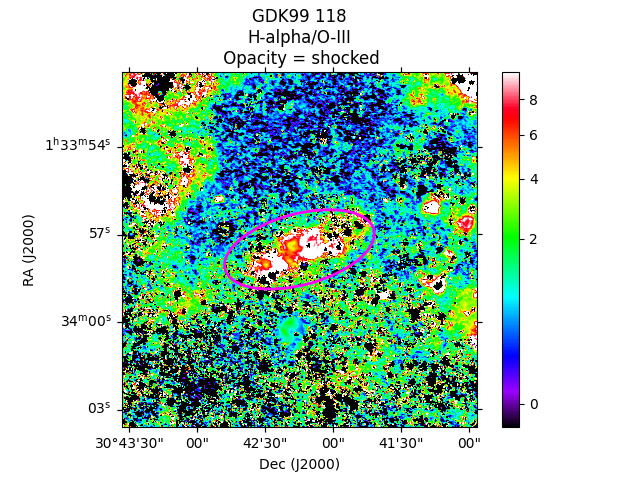 GDK99 118
H-alpha/O-III
Opacity = shocked
1ʰ33ᵐ54ˢ
57ˢ
34ᵐ00ˢ
03ˢ
RA (J2000)
30°43'30" 00" 42'30" 00" 41'30" 00"
Dec (J2000)
8
6
4
2
0